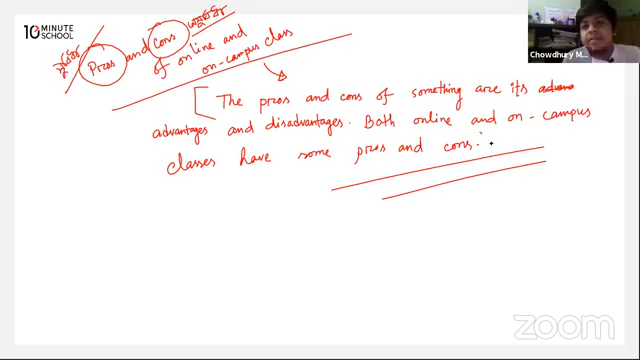 10 MINUTE SCHOOL
Pros and Cons
of online and
on-campus class
The pros and cons of something are its
advantages and disadvantages. Both online and on-campus
classes have some pros and cons.
Chowdhury M...
zoom